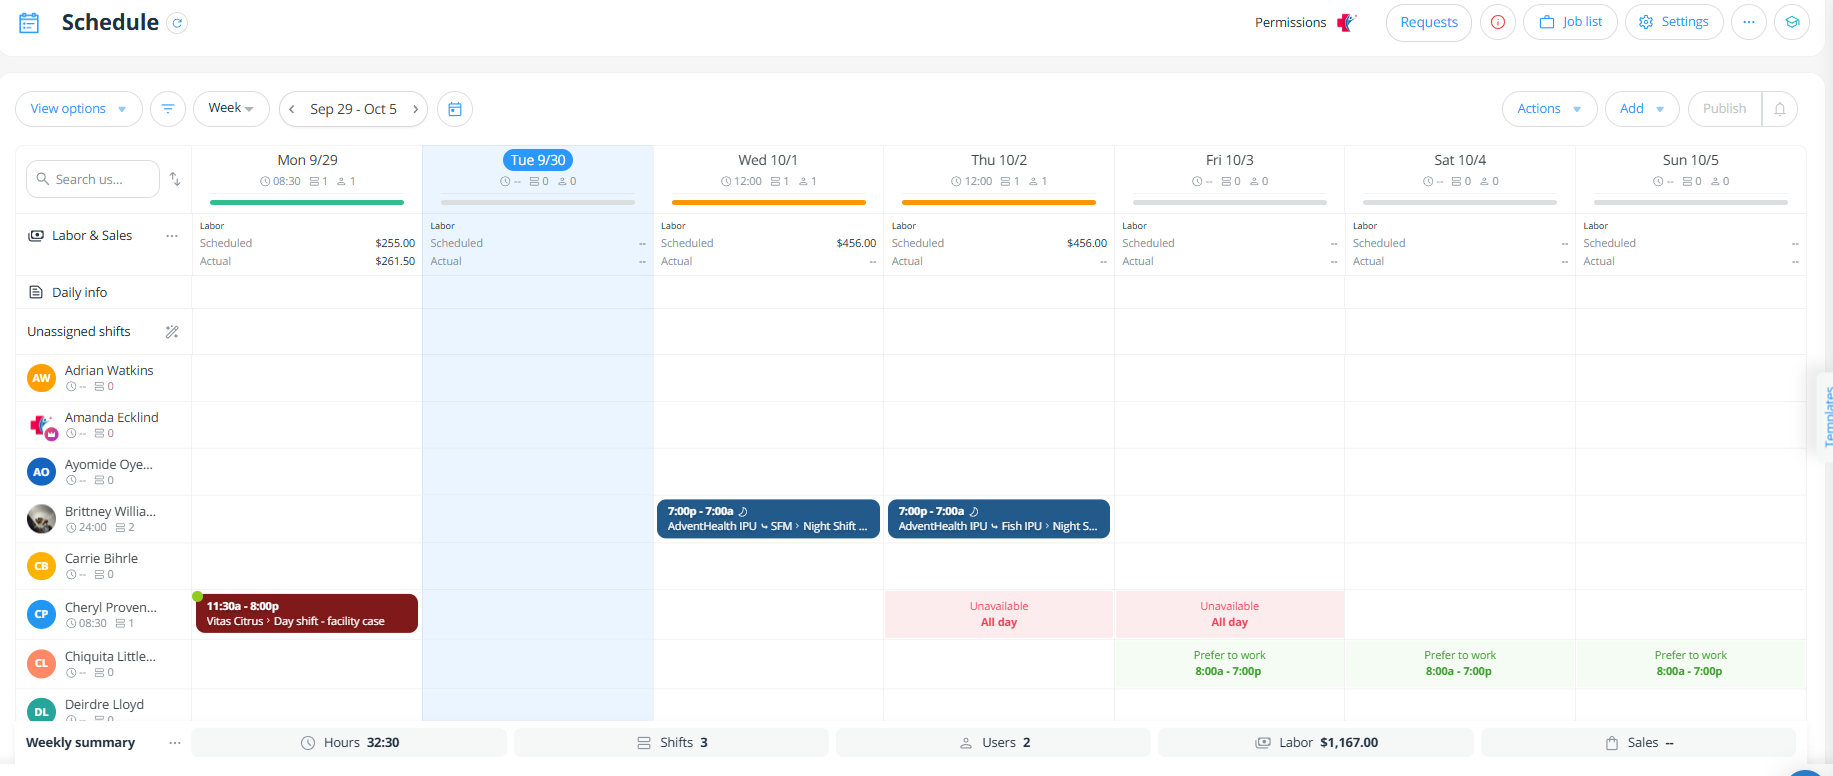 Schedule
Permissions
Requests
Job list
Settings
View options
Week
Sep 29 - Oct 5
Actions
Add
Publish
Search us...
Mon 9/29
08:30 1 1
Tue 9/30
-- 0 0
Wed 10/1
12:00 1 1
Thu 10/2
12:00 1 1
Fri 10/3
-- 0 0
Sat 10/4
-- 0 0
Sun 10/5
-- 0 0
Labor & Sales
Labor
Scheduled $255.00
Actual $261.50
Labor
Scheduled --
Actual --
Labor
Scheduled $456.00
Actual --
Labor
Scheduled $456.00
Actual --
Labor
Scheduled --
Actual --
Labor
Scheduled --
Actual --
Labor
Scheduled --
Actual --
Daily info
Unassigned shifts
AW
Adrian Watkins
-- 0
Amanda Ecklind
-- 0
AO
Ayomide Oye...
-- 0
Brittney Willia...
24:00 2
7:00p - 7:00a
AdventHealth IPU ⤷ SFM › Night Shift ...
7:00p - 7:00a
AdventHealth IPU ⤷ Fish IPU › Night S...
CB
Carrie Bihrle
-- 0
CP
Cheryl Proven...
08:30 1
11:30a - 8:00p
Vitas Citrus › Day shift - facility case
Unavailable
All day
Unavailable
All day
CL
Chiquita Little...
-- 0
Prefer to work
8:00a - 7:00p
Prefer to work
8:00a - 7:00p
Prefer to work
8:00a - 7:00p
DL
Deirdre Lloyd
-- 0
Templates
Weekly summary
Hours 32:30
Shifts 3
Users 2
Labor $1,167.00
Sales --